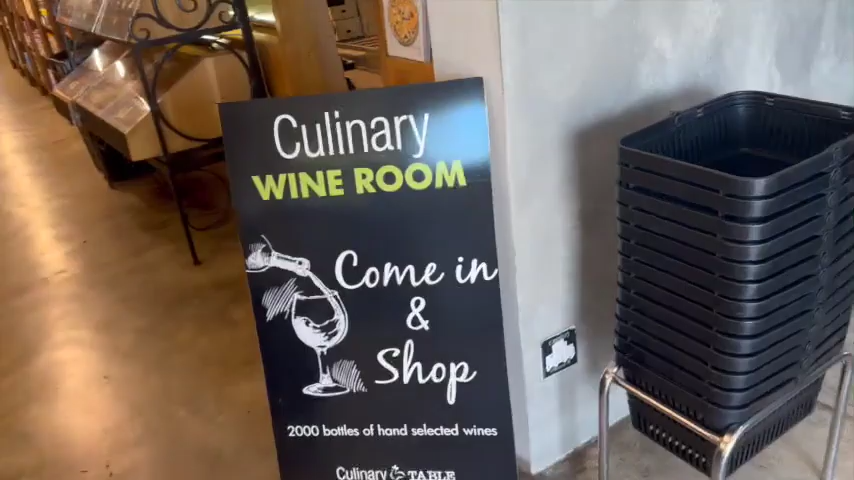 Culinary
WINE ROOM
Come in
&
Shop
2000 bottles of hand selected wines
Culinary TABLE